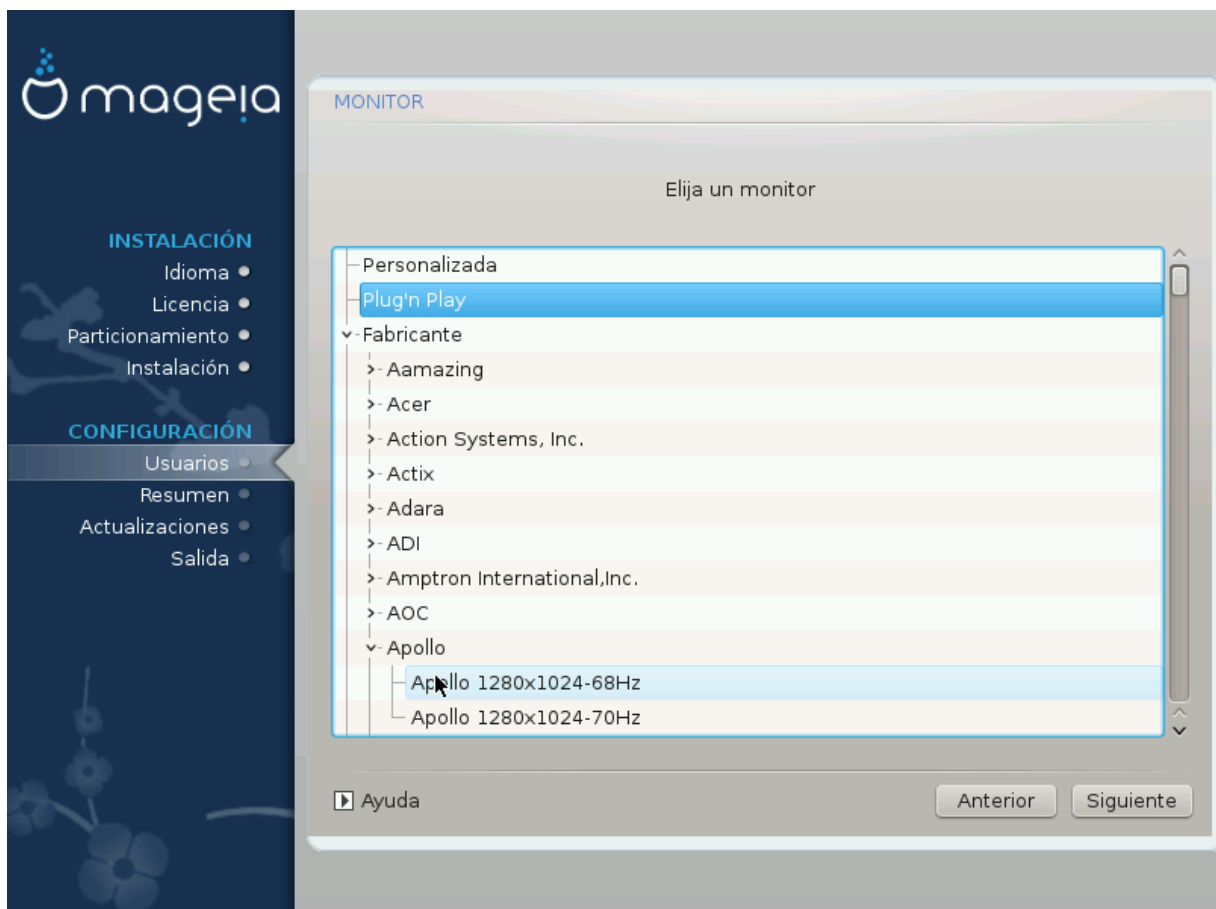 mageia
INSTALACIÓN
Idioma
Licencia
Particionamiento
Instalación
CONFIGURACIÓN
Usuarios
Resumen
Actualizaciones
Salida
MONITOR
Elija un monitor
Personalizada
Plug'n Play
Fabricante
Aamazing
Acer
Action Systems, Inc.
Actix
Adara
ADI
Amptron International,Inc.
AOC
Apollo
Apollo 1280x1024-68Hz
Apollo 1280x1024-70Hz
Ayuda
Anterior
Siguiente